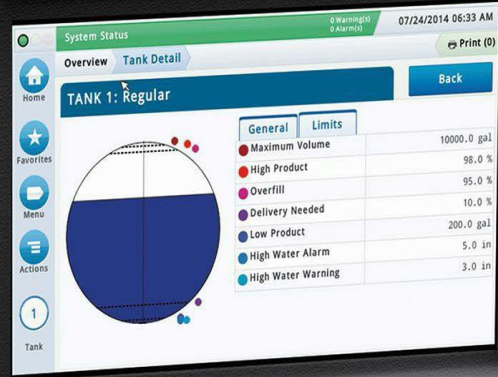 System Status
0 Warning(s)
0 Alarm(s)
07/24/2014 06:33 AM
Overview
Tank Detail
Print (0)
Home
TANK 1: Regular
Back
General
Limits
Maximum Volume 10000.0 gal
High Product 98.0 %
Overfill 95.0 %
Delivery Needed 10.0 %
Low Product 200.0 gal
High Water Alarm 5.0 in
High Water Warning 3.0 in
Favorites
Menu
Actions
1
Tank